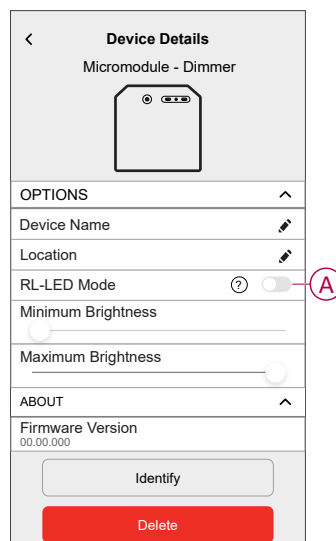 Device Details
Micromodule - Dimmer
OPTIONS
Device Name
Location
RL-LED Mode ?
A
Minimum Brightness
Maximum Brightness
ABOUT
Firmware Version
00.00.000
Identify
Delete